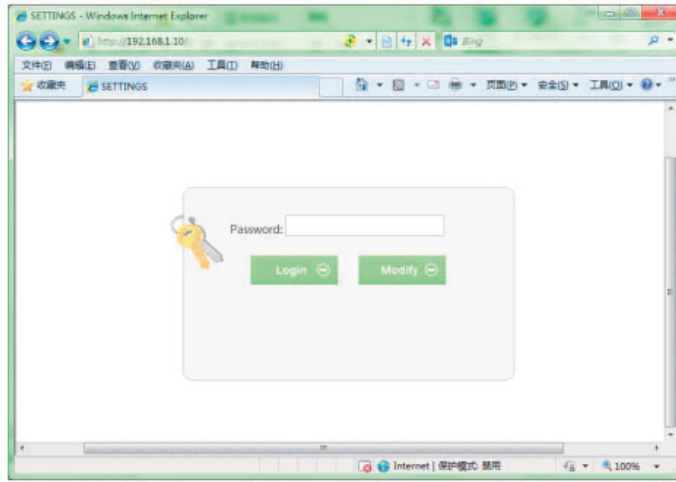 SETTINGS - Windows Internet Explorer
http://192.168.1.10/ Bing
文件(F) 编辑(E) 查看(V) 收藏夹(A) 工具(T) 帮助(H)
收藏夹 SETTINGS 页面(P) 安全(S) 工具(O)
Password:
Login Modify
Internet | 保护模式: 禁用 100%